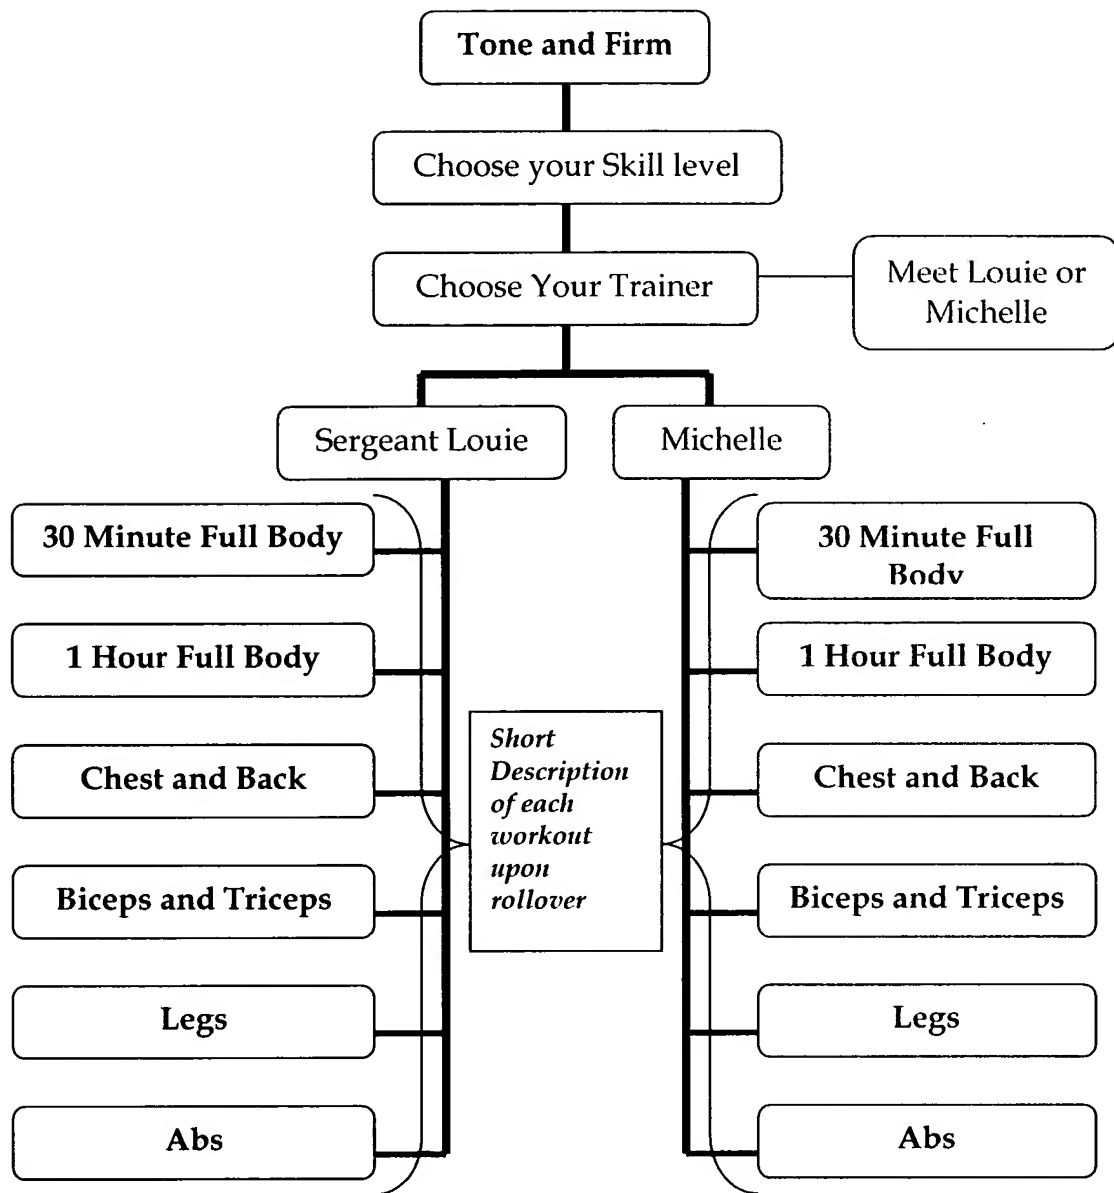 Tone and Firm
Choose your Skill level
Choose Your Trainer
Meet Louie or
Michelle
Sergeant Louie
Michelle
30 Minute Full Body
1 Hour Full Body
Chest and Back
Biceps and Triceps
Legs
Abs
Short
Description
of each
workout
upon
rollover
30 Minute Full
Body
1 Hour Full Body
Chest and Back
Biceps and Triceps
Legs
Abs